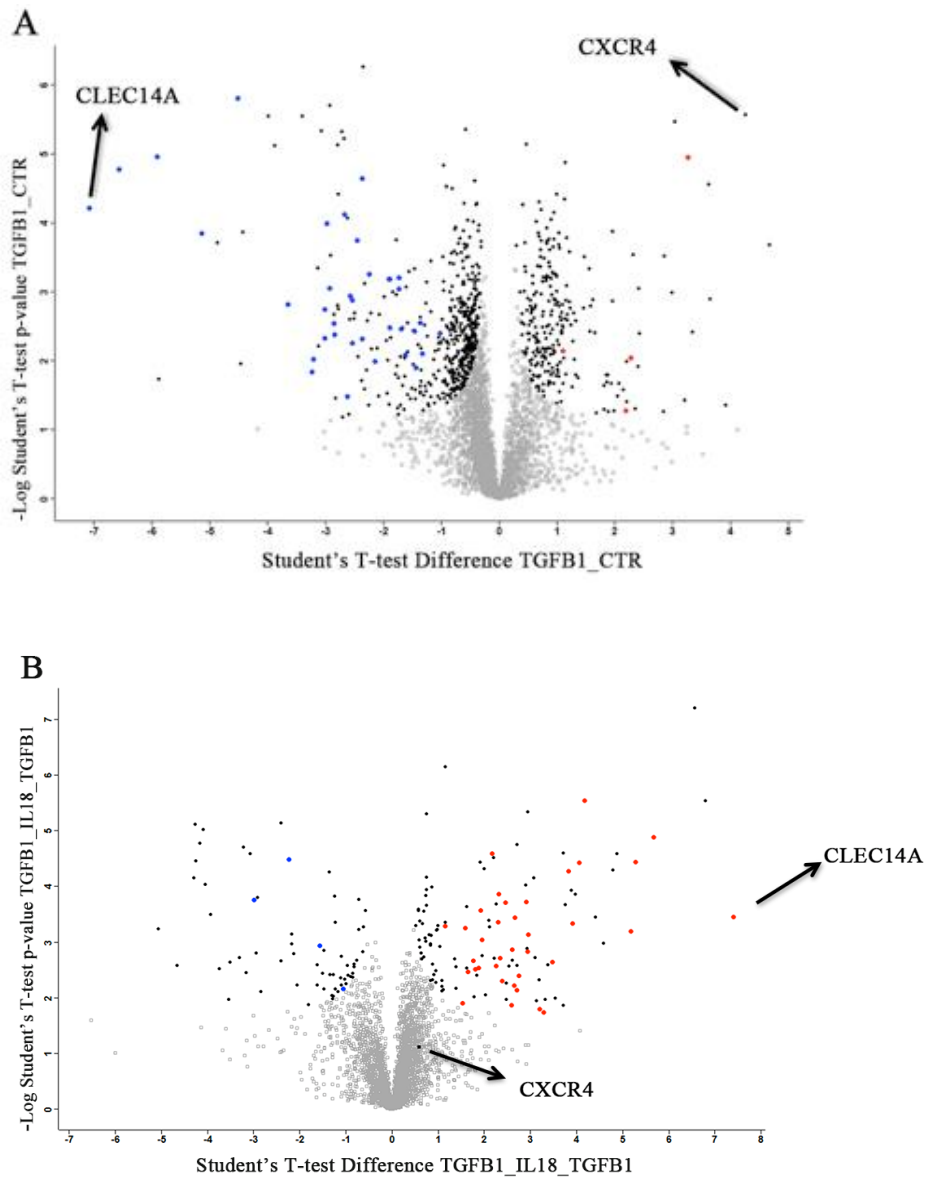 A
CXCR4
CLEC14A
-Log Student's T-test p-value TGFB1_CTR
6
5
4
3
2
1
0
-7 -6 -5 -4 -3 -2 -1 0 1 2 3 4 5
Student's T-test Difference TGFB1_CTR
B
-Log Student's T-test p-value TGFB1_IL18_TGFB1
7
6
5
4
3
2
1
0
CLEC14A
CXCR4
-7 -6 -5 -4 -3 -2 -1 0 1 2 3 4 5 6 7 8
Student's T-test Difference TGFB1_IL18_TGFB1